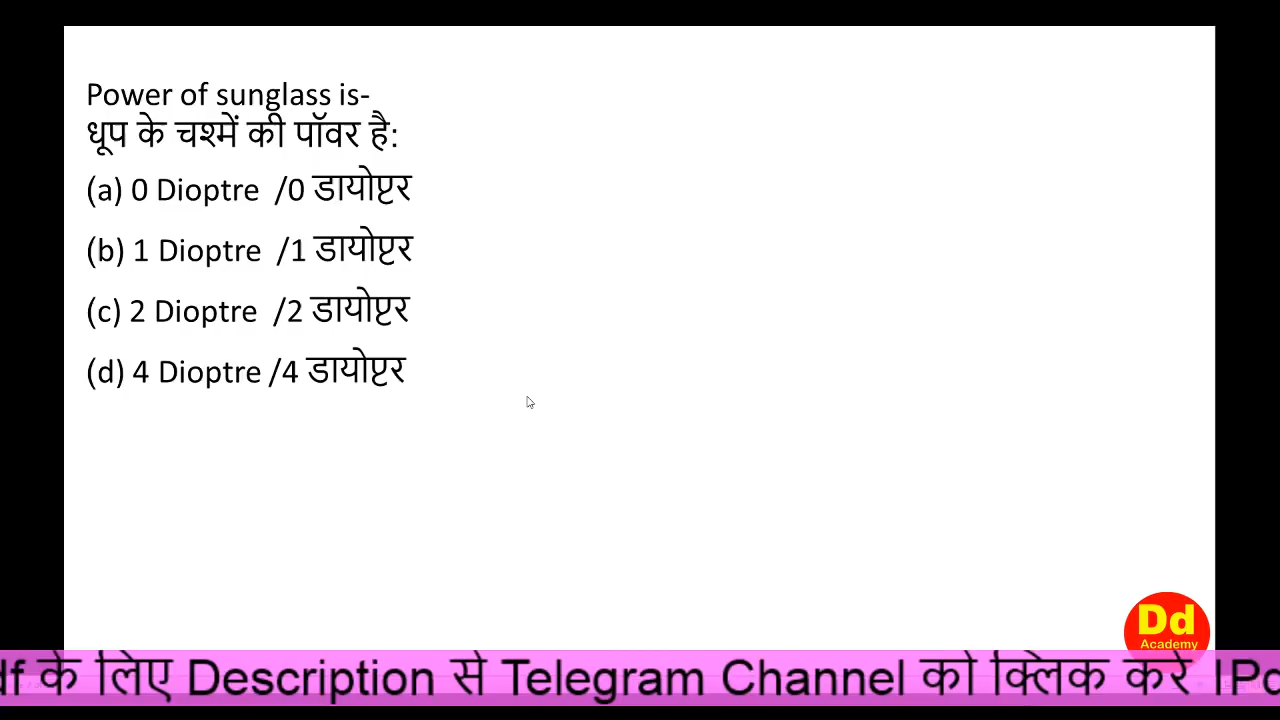 Power of sunglass is-
धूप के चश्में की पॉवर है:
(a) 0 Dioptre /0 डायोप्टर
(b) 1 Dioptre /1 डायोप्टर
(c) 2 Dioptre /2 डायोप्टर
(d) 4 Dioptre /4 डायोप्टर
Dd
Academy
df के लिए Description से Telegram Channel को क्लिक करे IPd